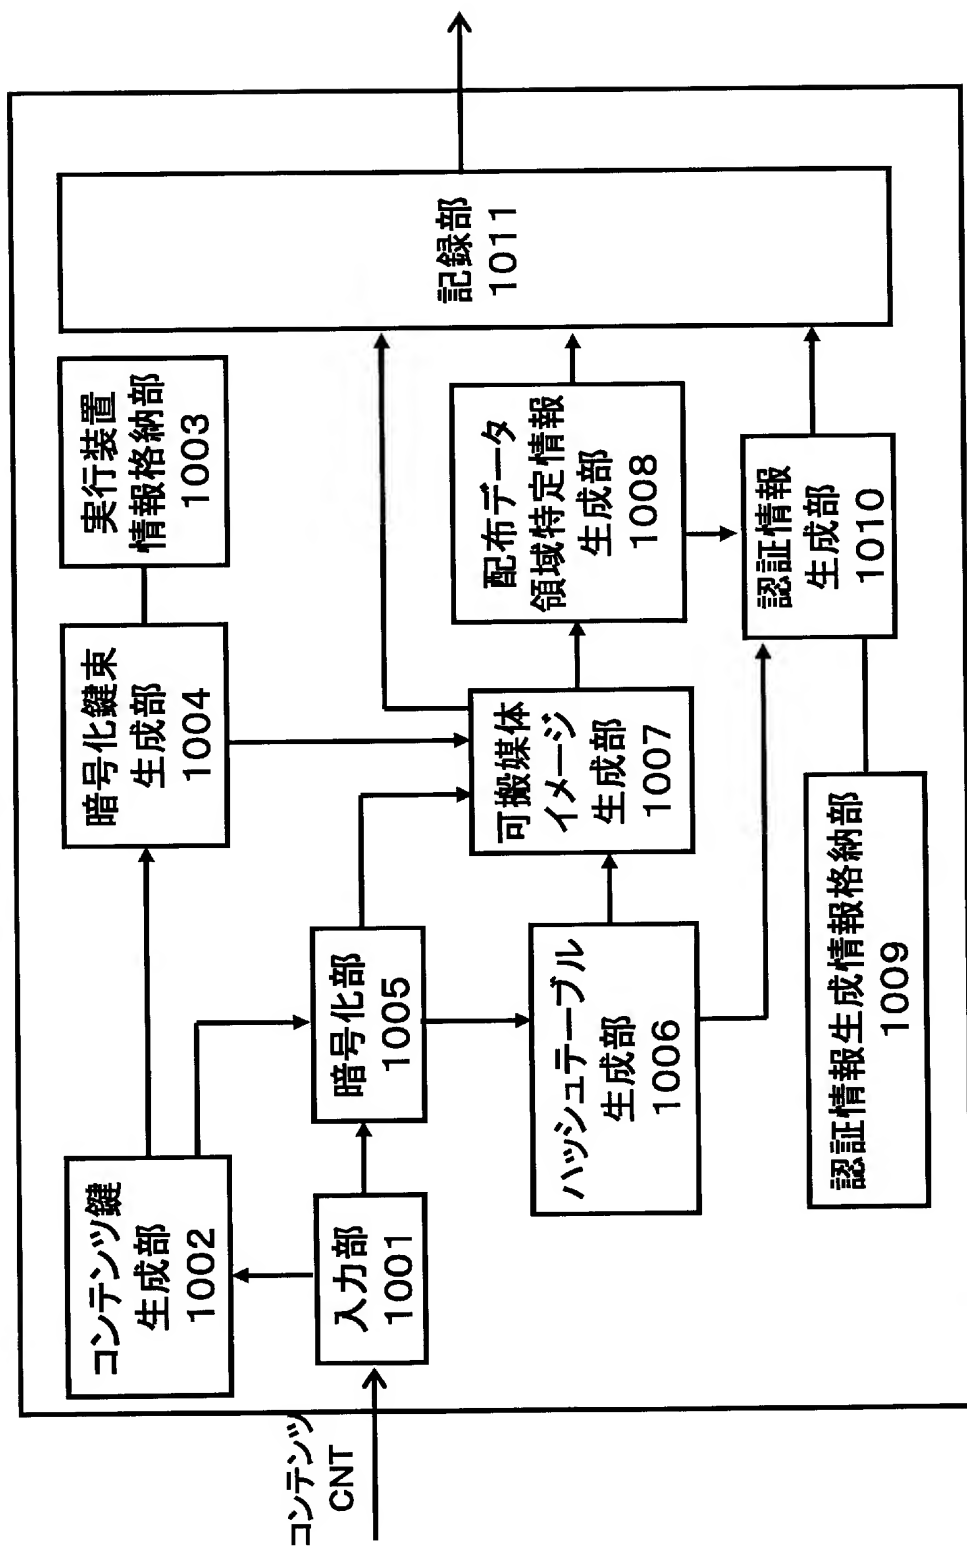 コンテンツ
CNT
コンテンツ鍵
生成部
1002
入力部
1001
暗号化鍵束
生成部
1004
実行装置
情報格納部
1003
暗号化部
1005
ハッシュテーブル
生成部
1006
可搬媒体
イメージ
生成部
1007
配布データ
領域特定情報
生成部
1008
認証情報生成情報格納部
1009
認証情報
生成部
1010
記録部
1011